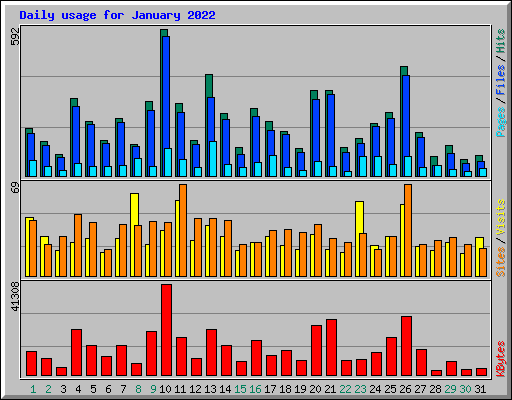 Daily usage for January 2022
592
Pages / Files / Hits
69
Sites / Visits
41308
KBytes
1 2 3 4 5 6 7 8 9 10 11 12 13 14 15 16 17 18 19 20 21 22 23 24 25 26 27 28 29 30 31